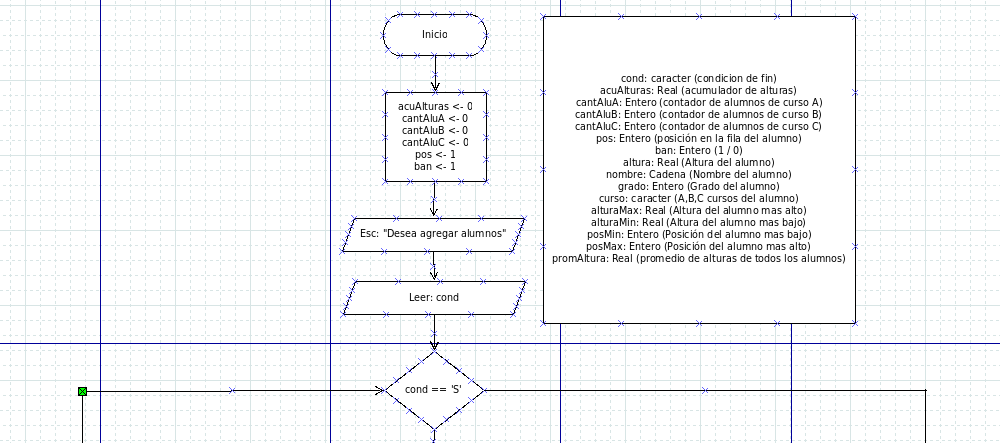 Inicio
acuAlturas <- 0
cantAluA <- 0
cantAluB <- 0
cantAluC <- 0
pos <- 1
ban <- 1
Esc: "Desea agregar alumnos"
Leer: cond
cond == 'S'
cond: caracter (condicion de fin)
acuAlturas: Real (acumulador de alturas)
cantAluA: Entero (contador de alumnos de curso A)
cantAluB: Entero (contador de alumnos de curso B)
cantAluC: Entero (contador de alumnos de curso C)
pos: Entero (posición en la fila del alumno)
ban: Entero (1 / 0)
altura: Real (Altura del alumno)
nombre: Cadena (Nombre del alumno)
grado: Entero (Grado del alumno)
curso: caracter (A,B,C cursos del alumno)
alturaMax: Real (Altura del alumno mas alto)
alturaMin: Real (Altura del alumno mas bajo)
posMin: Entero (Posición del alumno mas bajo)
posMax: Entero (Posición del alumno mas alto)
promAltura: Real (promedio de alturas de todos los alumnos)